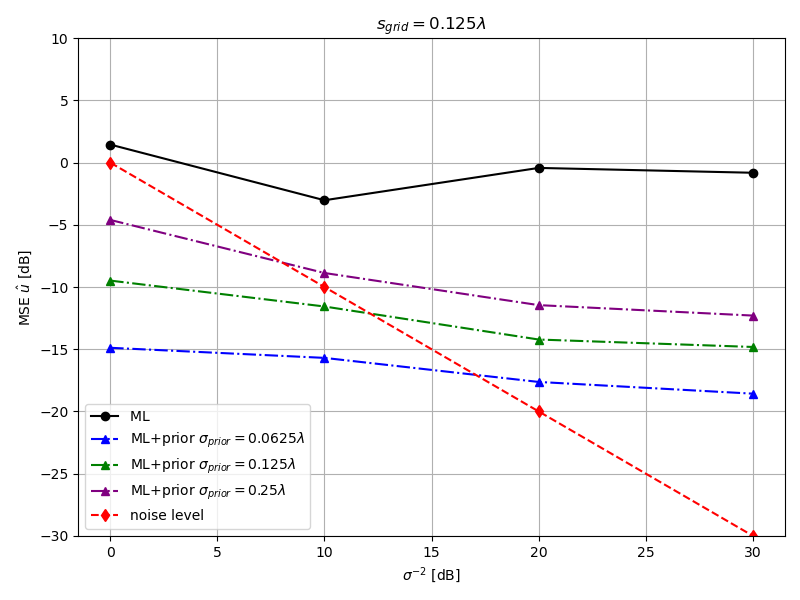 s_grid = 0.125λ
10
5
0
−5
−10
−15
−20
−25
−30
MSE û [dB]
ML
ML+prior σ_prior = 0.0625λ
ML+prior σ_prior = 0.125λ
ML+prior σ_prior = 0.25λ
noise level
0 5 10 15 20 25 30
σ⁻² [dB]